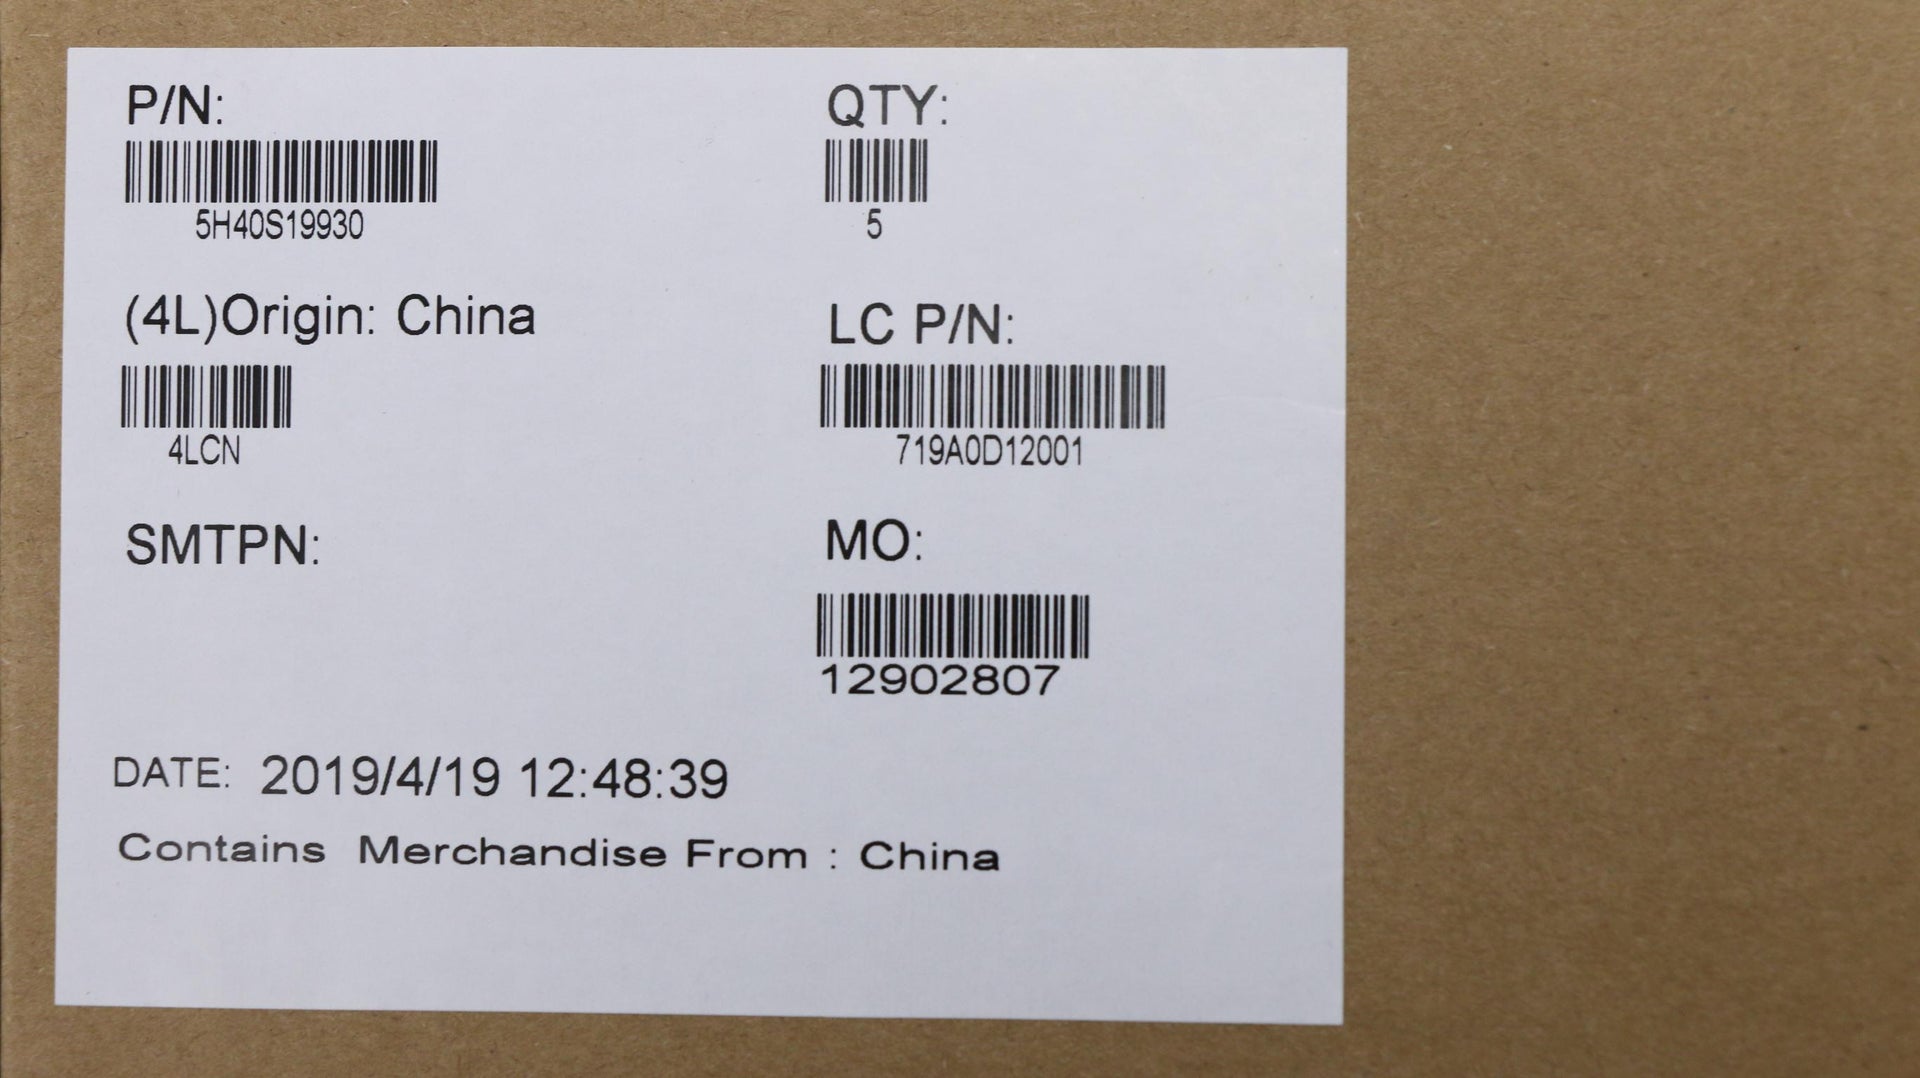 P/N:
5H40S19930
QTY:
5
(4L)Origin: China
4LCN
LC P/N:
719A0D12001
SMTPN:
MO:
12902807
DATE: 2019/4/19 12:48:39
Contains Merchandise From : China